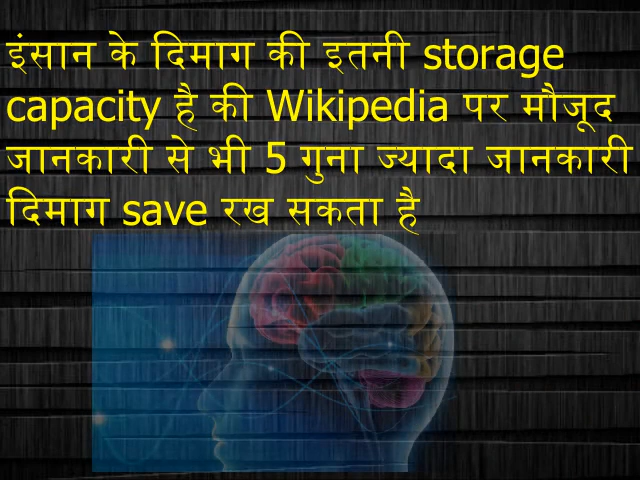 इंसान के दिमाग की इतनी storage
capacity है की Wikipedia पर मौजूद
जानकारी से भी 5 गुना ज्यादा जानकारी
दिमाग save रख सकता है